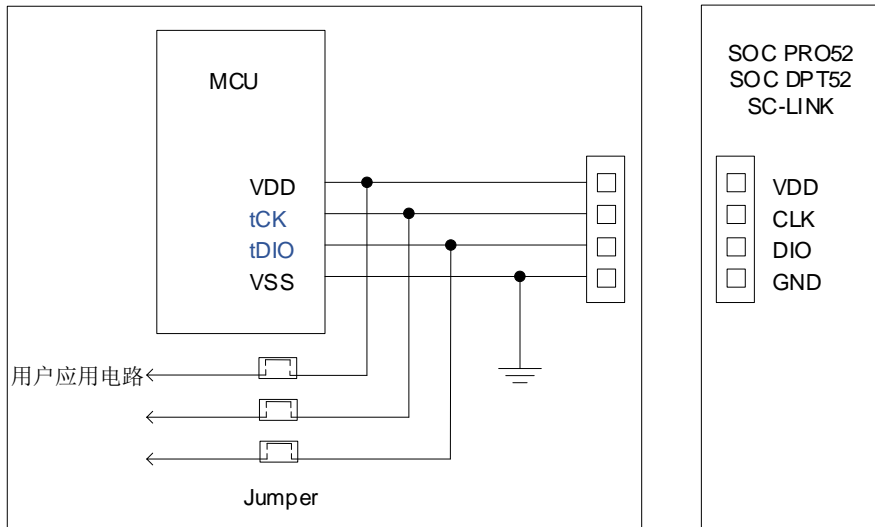 MCU
VDD
tCK
tDIO
VSS
用户应用电路
Jumper
SOC PRO52
SOC DPT52
SC-LINK
VDD
CLK
DIO
GND